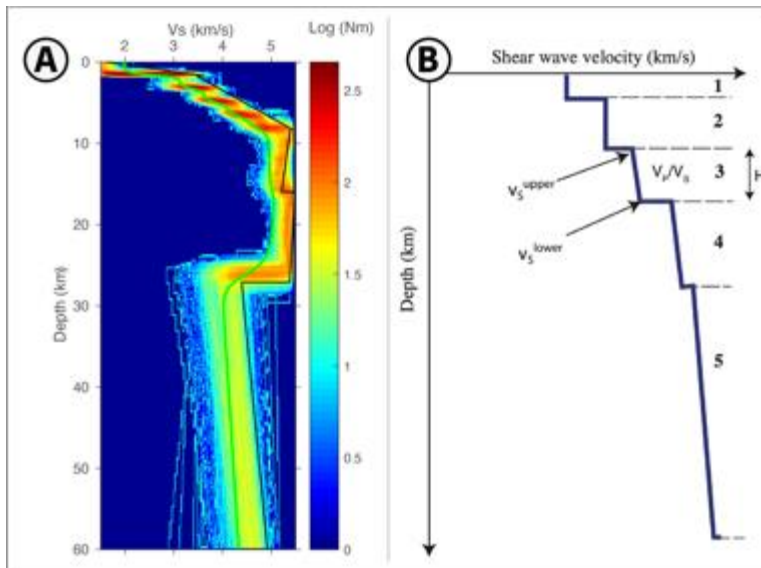 A
Vs (km/s)
Log (Nm)
2 3 4 5
0
10
20
30
40
50
60
Depth (km)
2.5
2
1.5
1
0.5
0
B
Shear wave velocity (km/s)
Depth (km)
1
2
vSupper
VP/VS
3
H
vSlower
4
5